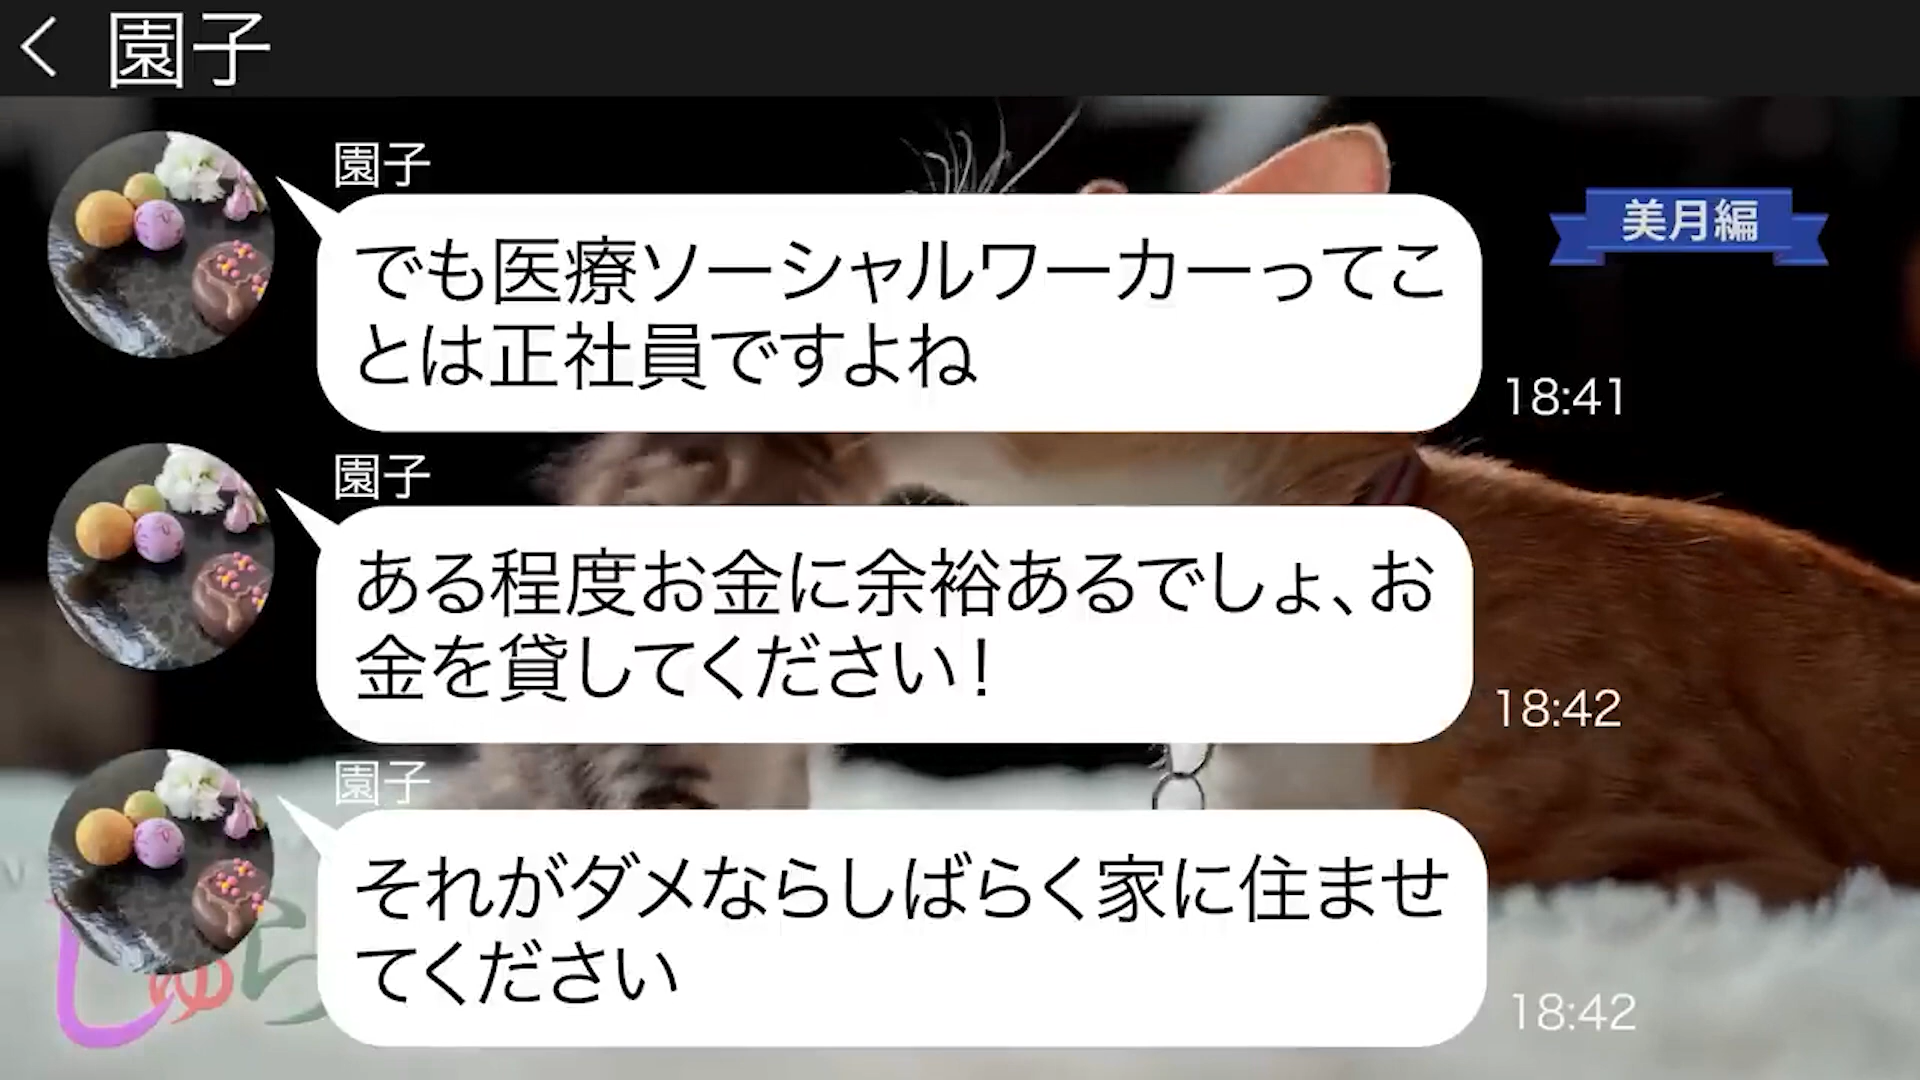 園子
園子
美月編
でも医療ソーシャルワーカーってこ
とは正社員ですよね
18:41
園子
ある程度お金に余裕あるでしょ、お
金を貸してください!
18:42
園子
それがダメならしばらく家に住ませ
てください
18:42
しゅら